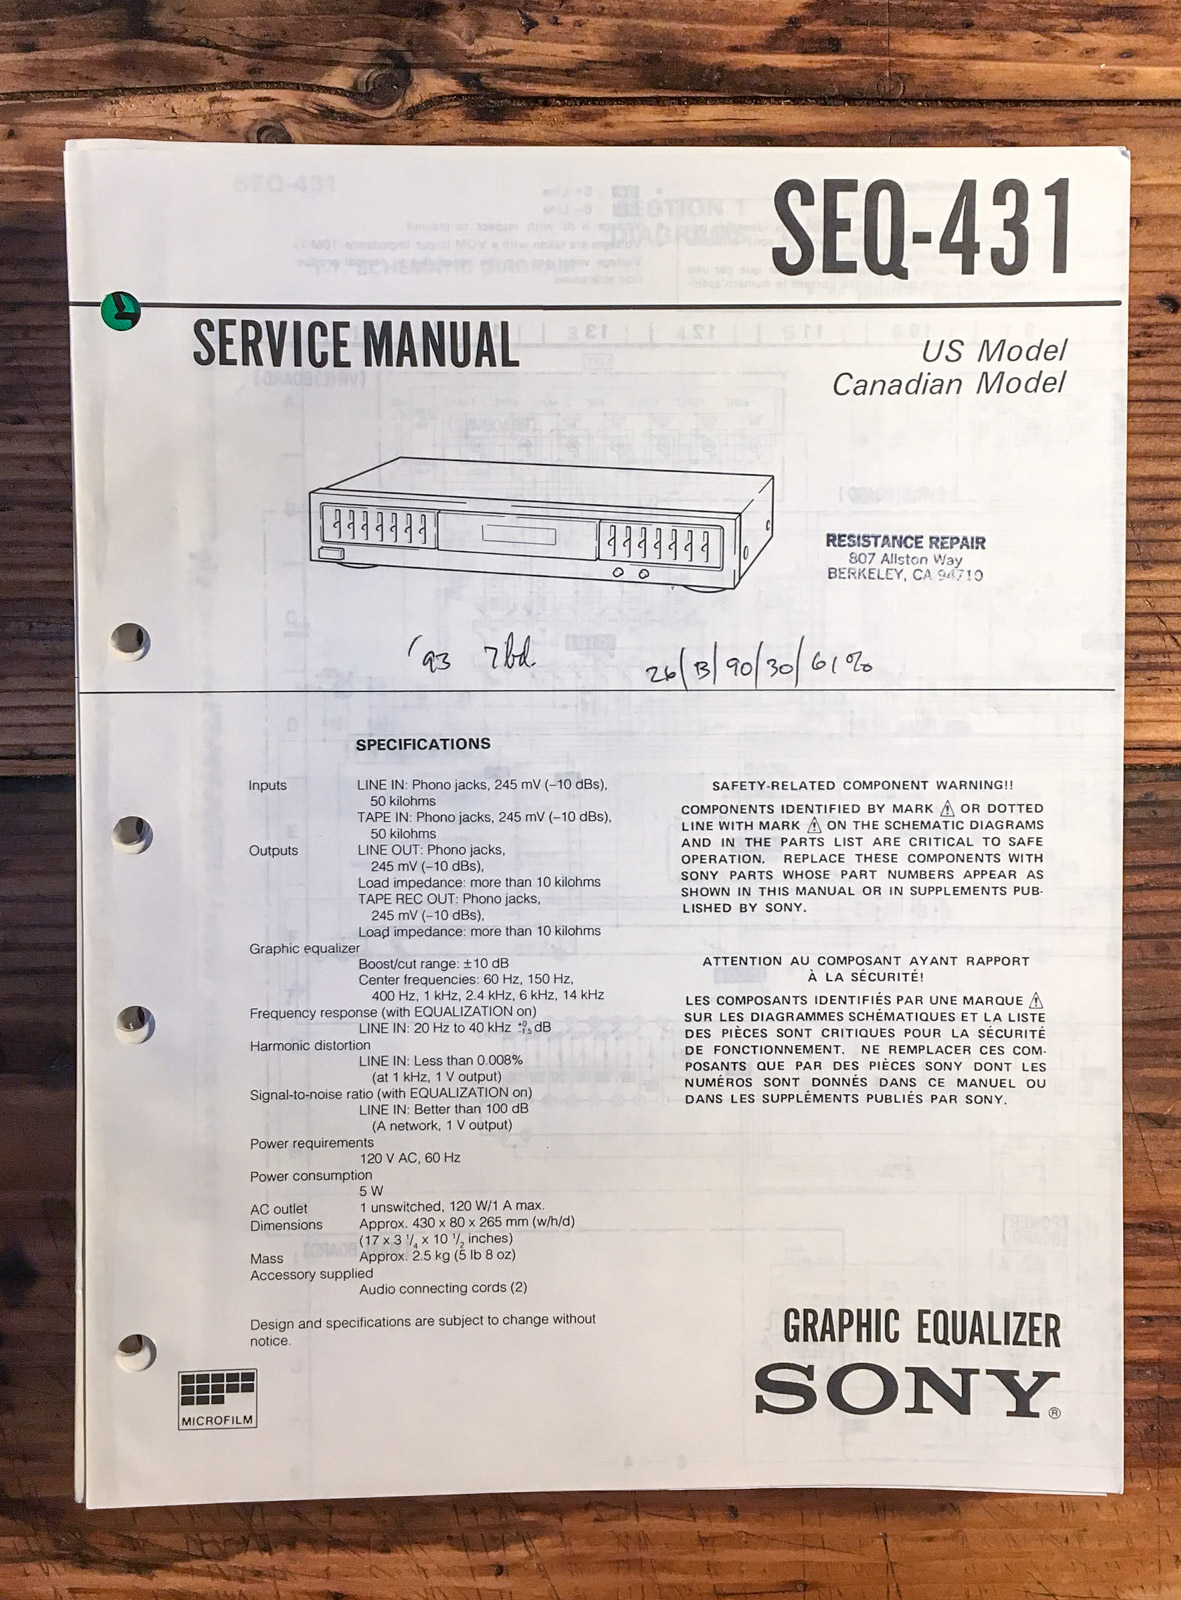 SEQ-431
SERVICE MANUAL
US Model
Canadian Model
RESISTANCE REPAIR
807 Allston Way
BERKELEY, CA 94710
'93 7bd.
26/B/90/30/61%
SPECIFICATIONS
Inputs LINE IN: Phono jacks, 245 mV (–10 dBs),
50 kilohms
TAPE IN: Phono jacks, 245 mV (–10 dBs),
50 kilohms
Outputs LINE OUT: Phono jacks,
245 mV (–10 dBs),
Load impedance: more than 10 kilohms
TAPE REC OUT: Phono jacks,
245 mV (–10 dBs),
Load impedance: more than 10 kilohms
Graphic equalizer
Boost/cut range: ±10 dB
Center frequencies: 60 Hz, 150 Hz,
400 Hz, 1 kHz, 2.4 kHz, 6 kHz, 14 kHz
Frequency response (with EQUALIZATION on)
LINE IN: 20 Hz to 40 kHz +0 –1.5 dB
Harmonic distortion
LINE IN: Less than 0.008%
(at 1 kHz, 1 V output)
Signal-to-noise ratio (with EQUALIZATION on)
LINE IN: Better than 100 dB
(A network, 1 V output)
Power requirements
120 V AC, 60 Hz
Power consumption
5 W
AC outlet 1 unswitched, 120 W/1 A max.
Dimensions Approx. 430 x 80 x 265 mm (w/h/d)
(17 x 3 1/4 x 10 1/2 inches)
Mass Approx. 2.5 kg (5 lb 8 oz)
Accessory supplied
Audio connecting cords (2)
Design and specifications are subject to change without
notice.
SAFETY-RELATED COMPONENT WARNING!!
COMPONENTS IDENTIFIED BY MARK ⚠ OR DOTTED
LINE WITH MARK ⚠ ON THE SCHEMATIC DIAGRAMS
AND IN THE PARTS LIST ARE CRITICAL TO SAFE
OPERATION. REPLACE THESE COMPONENTS WITH
SONY PARTS WHOSE PART NUMBERS APPEAR AS
SHOWN IN THIS MANUAL OR IN SUPPLEMENTS PUB-
LISHED BY SONY.
ATTENTION AU COMPOSANT AYANT RAPPORT
À LA SÉCURITÉ!
LES COMPOSANTS IDENTIFIÉS PAR UNE MARQUE ⚠
SUR LES DIAGRAMMES SCHÉMATIQUES ET LA LISTE
DES PIÈCES SONT CRITIQUES POUR LA SÉCURITÉ
DE FONCTIONNEMENT. NE REMPLACER CES COM-
POSANTS QUE PAR DES PIÈCES SONY DONT LES
NUMÉROS SONT DONNÉS DANS CE MANUEL OU
DANS LES SUPPLÉMENTS PUBLIÉS PAR SONY.
MICROFILM
GRAPHIC EQUALIZER
SONY®